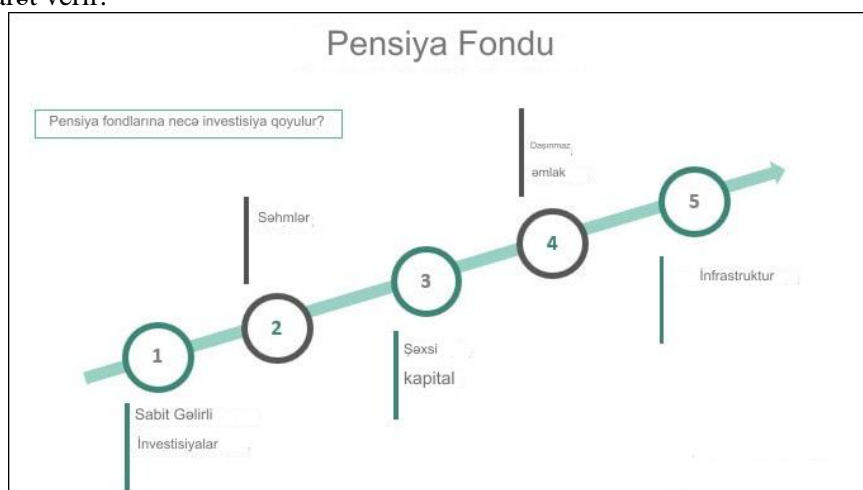 verir?
Pensiya Fondu
Pensiya fondlarına necə investisiya qoyulur?
1
Sabit Gəlirli
İnvestisiyalar
2
Səhmlər
3
Şəxsi
kapital
4
Daşınmaz
əmlak
5
İnfrastruktur